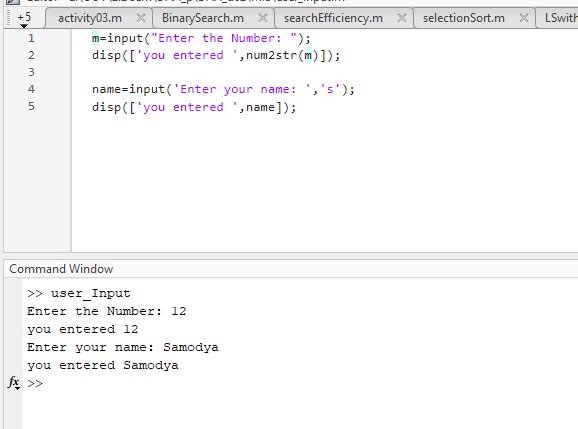 +5 activity03.m BinarySearch.m searchEfficiency.m selectionSort.m LSwith
1 m=input("Enter the Number: ");
2 disp(['you entered ',num2str(m)]);
3
4 name=input('Enter your name: ','s');
5 disp(['you entered ',name]);
Command Window
>> user_Input
Enter the Number: 12
you entered 12
Enter your name: Samodya
you entered Samodya
fx >>